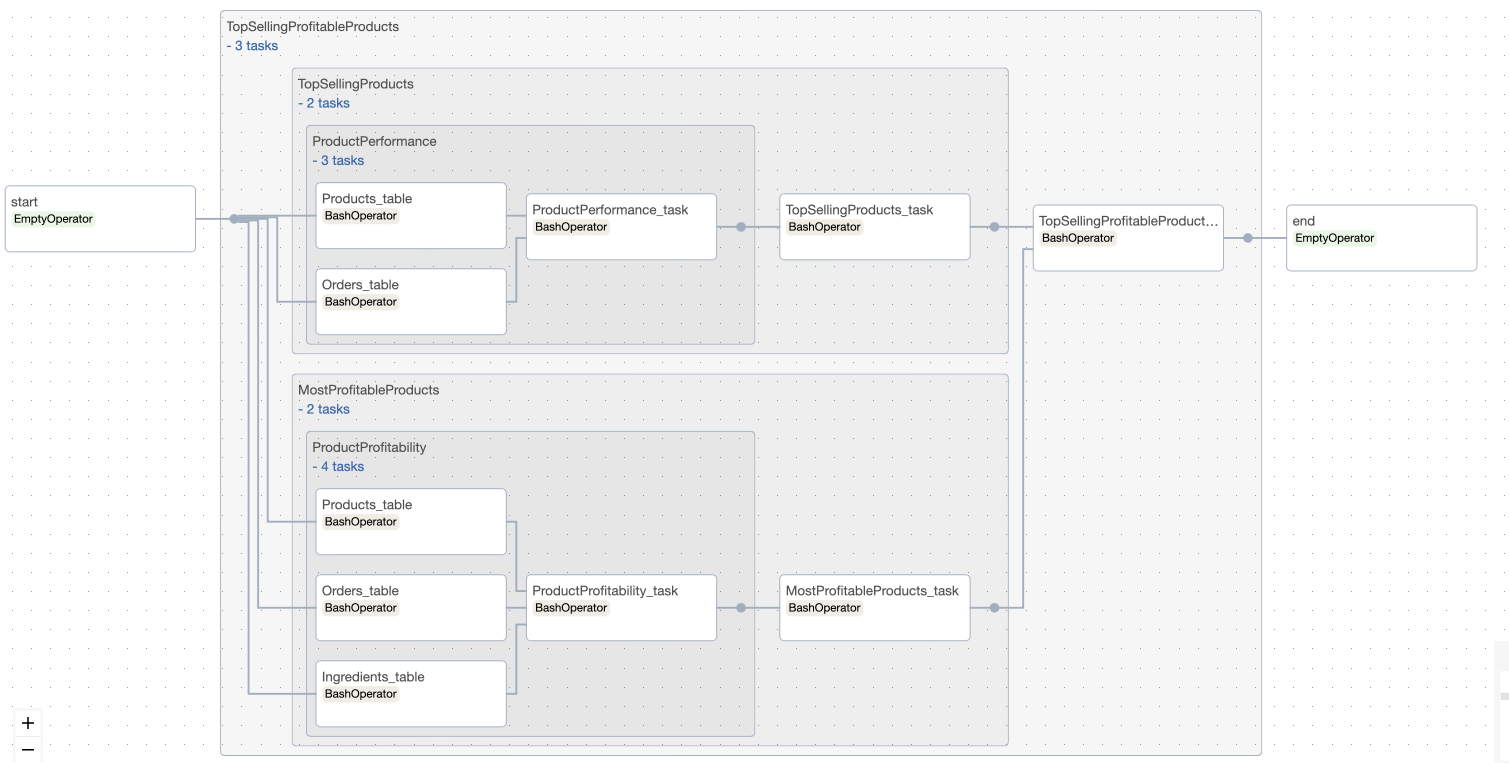 TopSellingProfitableProducts
- 3 tasks
TopSellingProducts
- 2 tasks
ProductPerformance
- 3 tasks
start
EmptyOperator
Products_table
BashOperator
ProductPerformance_task
BashOperator
TopSellingProducts_task
BashOperator
TopSellingProfitableProduct...
BashOperator
end
EmptyOperator
Orders_table
BashOperator
MostProfitableProducts
- 2 tasks
ProductProfitability
- 4 tasks
Products_table
BashOperator
Orders_table
BashOperator
ProductProfitability_task
BashOperator
MostProfitableProducts_task
BashOperator
Ingredients_table
BashOperator
+
−